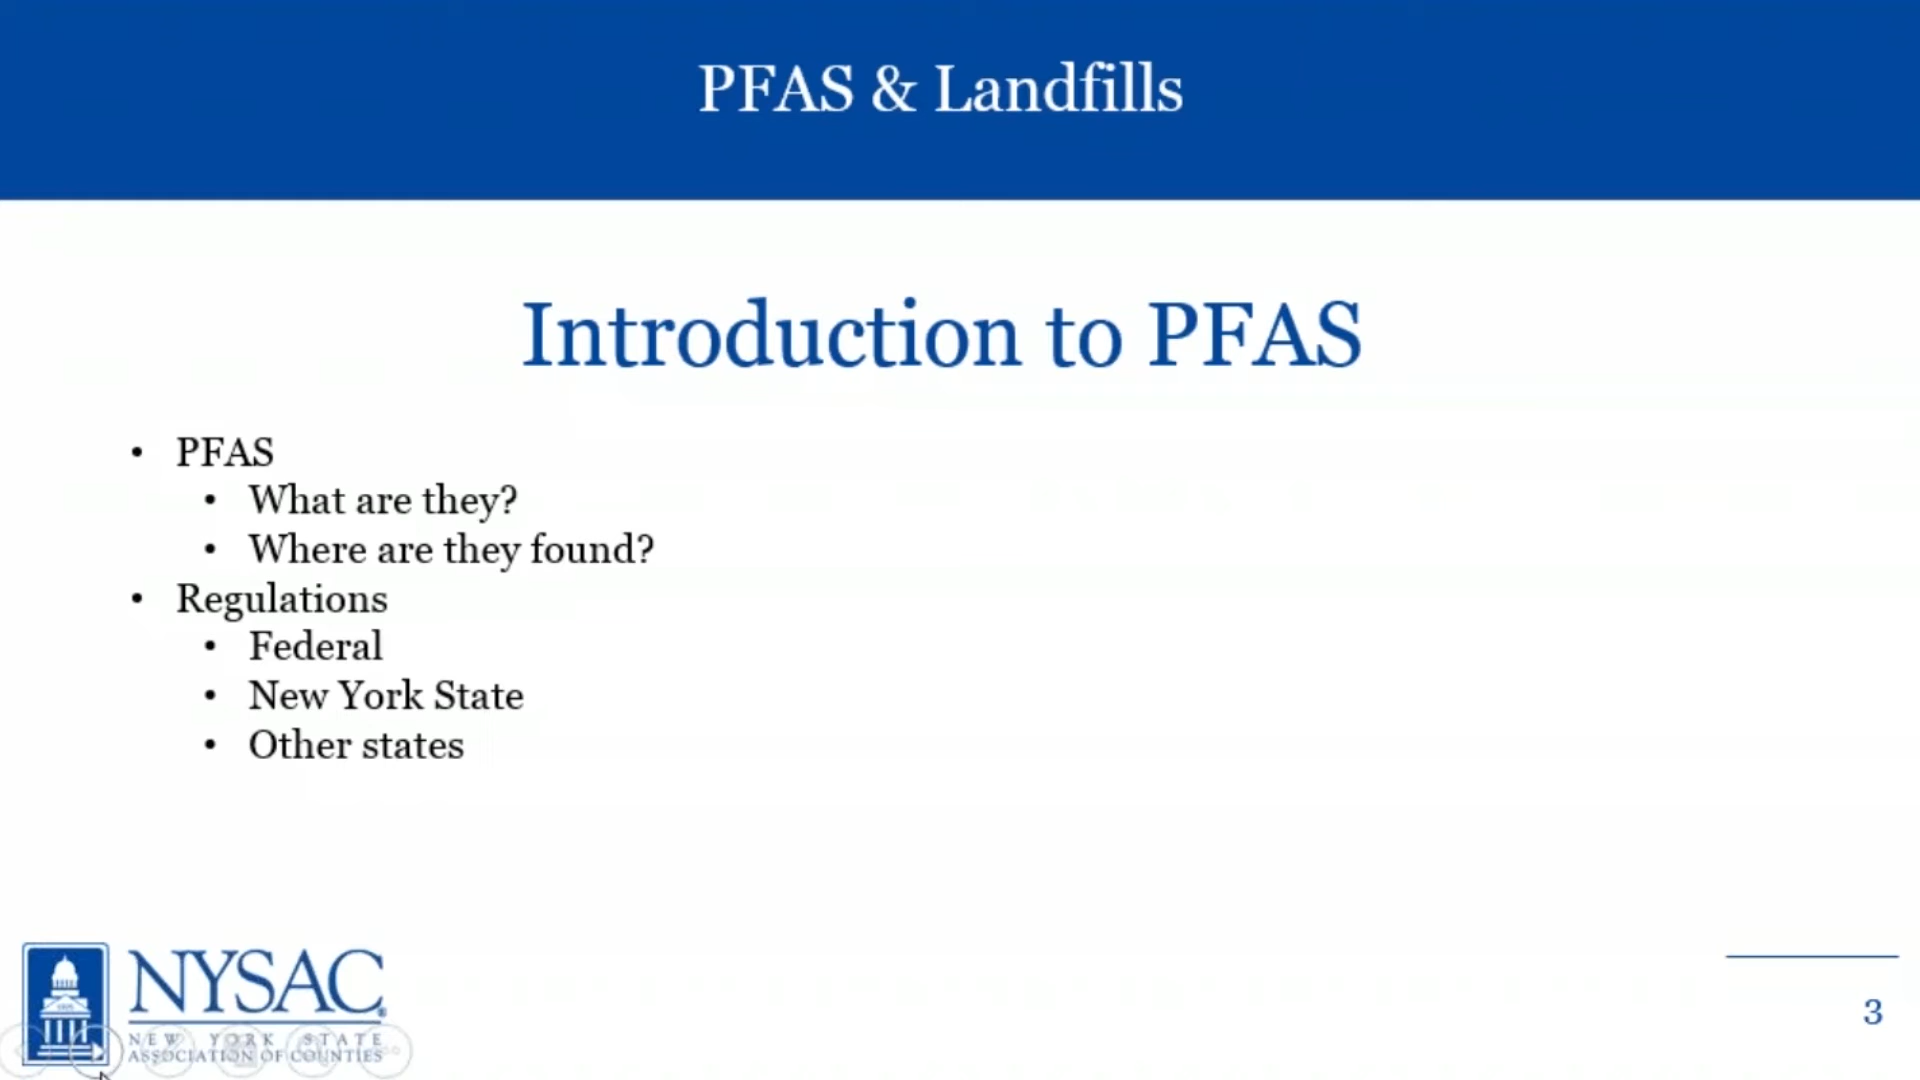 PFAS & Landfills
Introduction to PFAS
• PFAS
• What are they?
• Where are they found?
• Regulations
• Federal
• New York State
• Other states
NYSAC®
NEW YORK STATE
ASSOCIATION OF COUNTIES
3